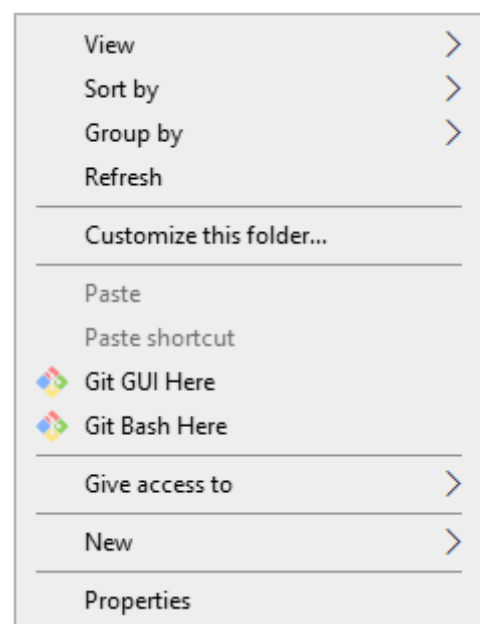 View
Sort by
Group by
Refresh
Customize this folder...
Paste
Paste shortcut
Git GUI Here
Git Bash Here
Give access to
New
Properties